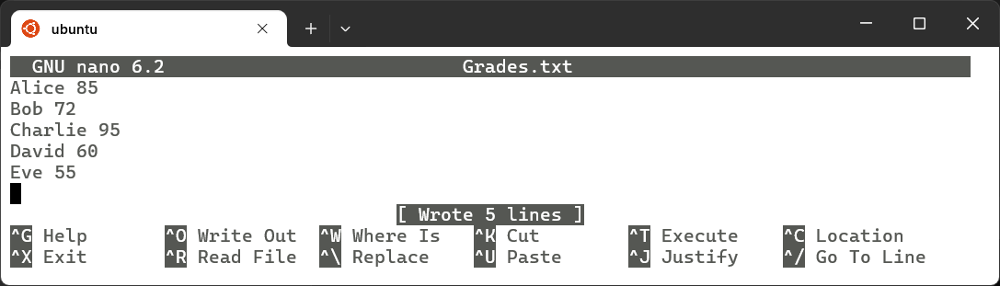 ubuntu
GNU nano 6.2 Grades.txt
Alice 85
Bob 72
Charlie 95
David 60
Eve 55
[ Wrote 5 lines ]
^G Help ^O Write Out ^W Where Is ^K Cut ^T Execute ^C Location
^X Exit ^R Read File ^\ Replace ^U Paste ^J Justify ^/ Go To Line